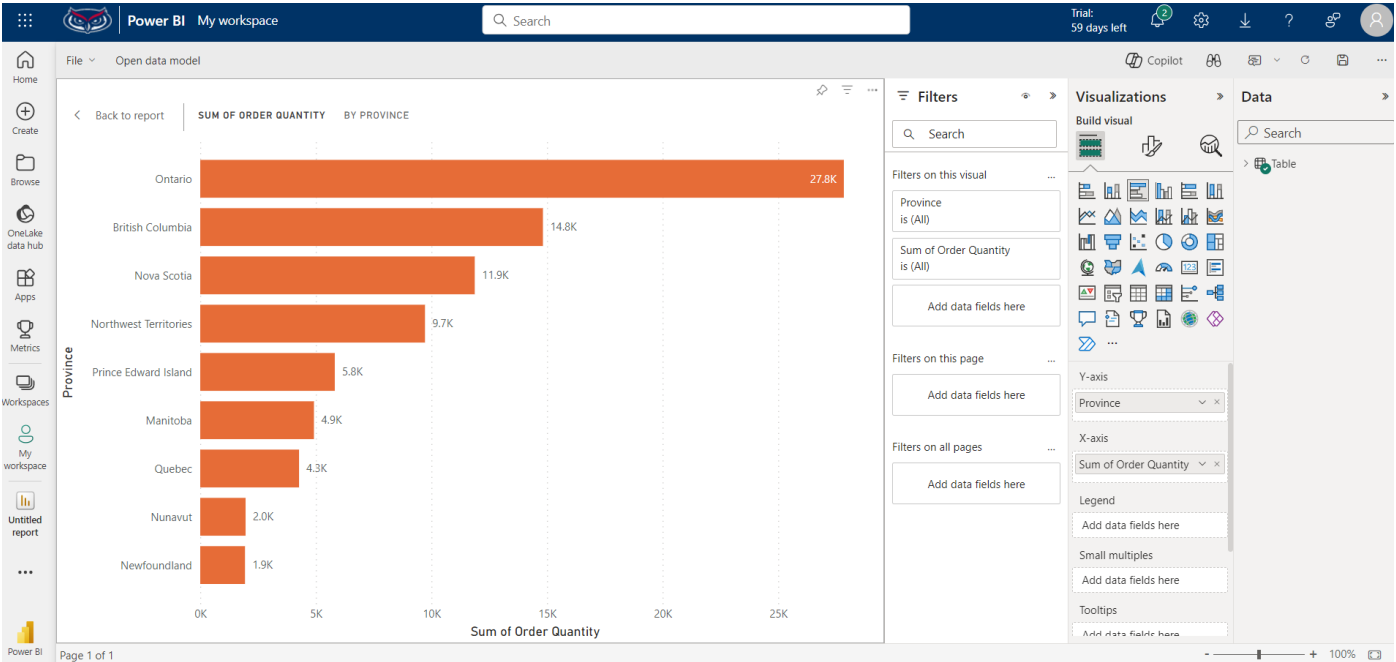 Power BI My workspace
Search
Trial:
59 days left
2
Home
Create
Browse
OneLake
data hub
Apps
Metrics
Workspaces
My
workspace
Untitled
report
Power BI
File
Open data model
Copilot
Back to report
SUM OF ORDER QUANTITY
BY PROVINCE
Province
Ontario
27.8K
British Columbia
14.8K
Nova Scotia
11.9K
Northwest Territories
9.7K
Prince Edward Island
5.8K
Manitoba
4.9K
Quebec
4.3K
Nunavut
2.0K
Newfoundland
1.9K
0K 5K 10K 15K 20K 25K
Sum of Order Quantity
Filters
Search
Filters on this visual
Province
is (All)
Sum of Order Quantity
is (All)
Add data fields here
Filters on this page
Add data fields here
Filters on all pages
Add data fields here
Visualizations
Build visual
123
Y-axis
Province
X-axis
Sum of Order Quantity
Legend
Add data fields here
Small multiples
Add data fields here
Tooltips
Add data fields here
Data
Search
Table
Page 1 of 1
- + 100%